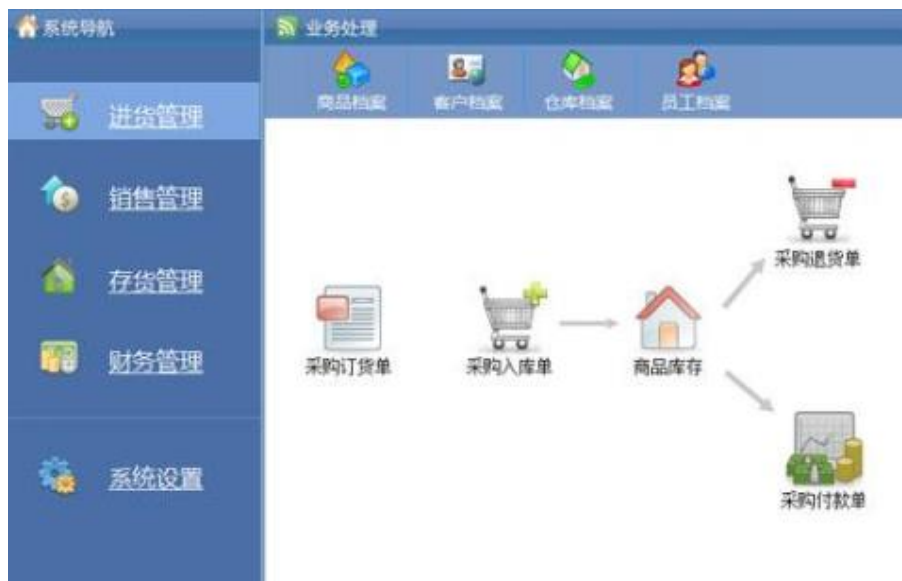 系统导航
业务处理
商品档案
客户档案
仓库档案
员工档案
进货管理
销售管理
存货管理
财务管理
系统设置
采购订货单
采购入库单
商品库存
采购退货单
采购付款单